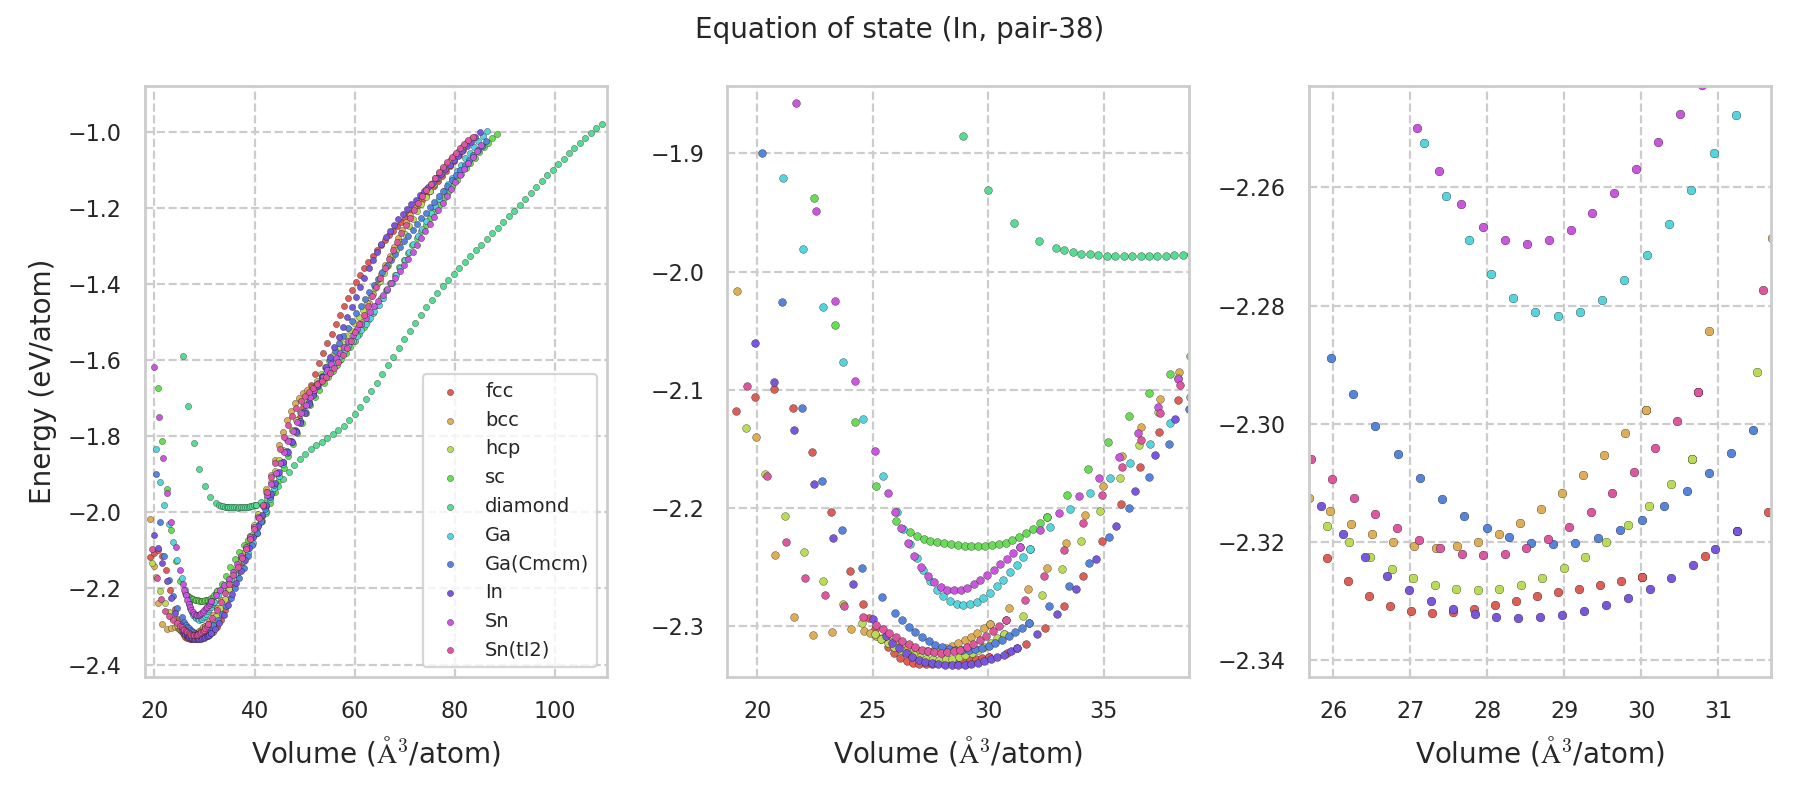 Equation of state (In, pair-38)
Energy (eV/atom)
−1.0
−1.2
−1.4
−1.6
−1.8
−2.0
−2.2
−2.4
20 40 60 80 100
Volume (Å³/atom)
fcc
bcc
hcp
sc
diamond
Ga
Ga(Cmcm)
In
Sn
Sn(tI2)
−1.9
−2.0
−2.1
−2.2
−2.3
20 25 30 35
Volume (Å³/atom)
−2.26
−2.28
−2.30
−2.32
−2.34
26 27 28 29 30 31
Volume (Å³/atom)